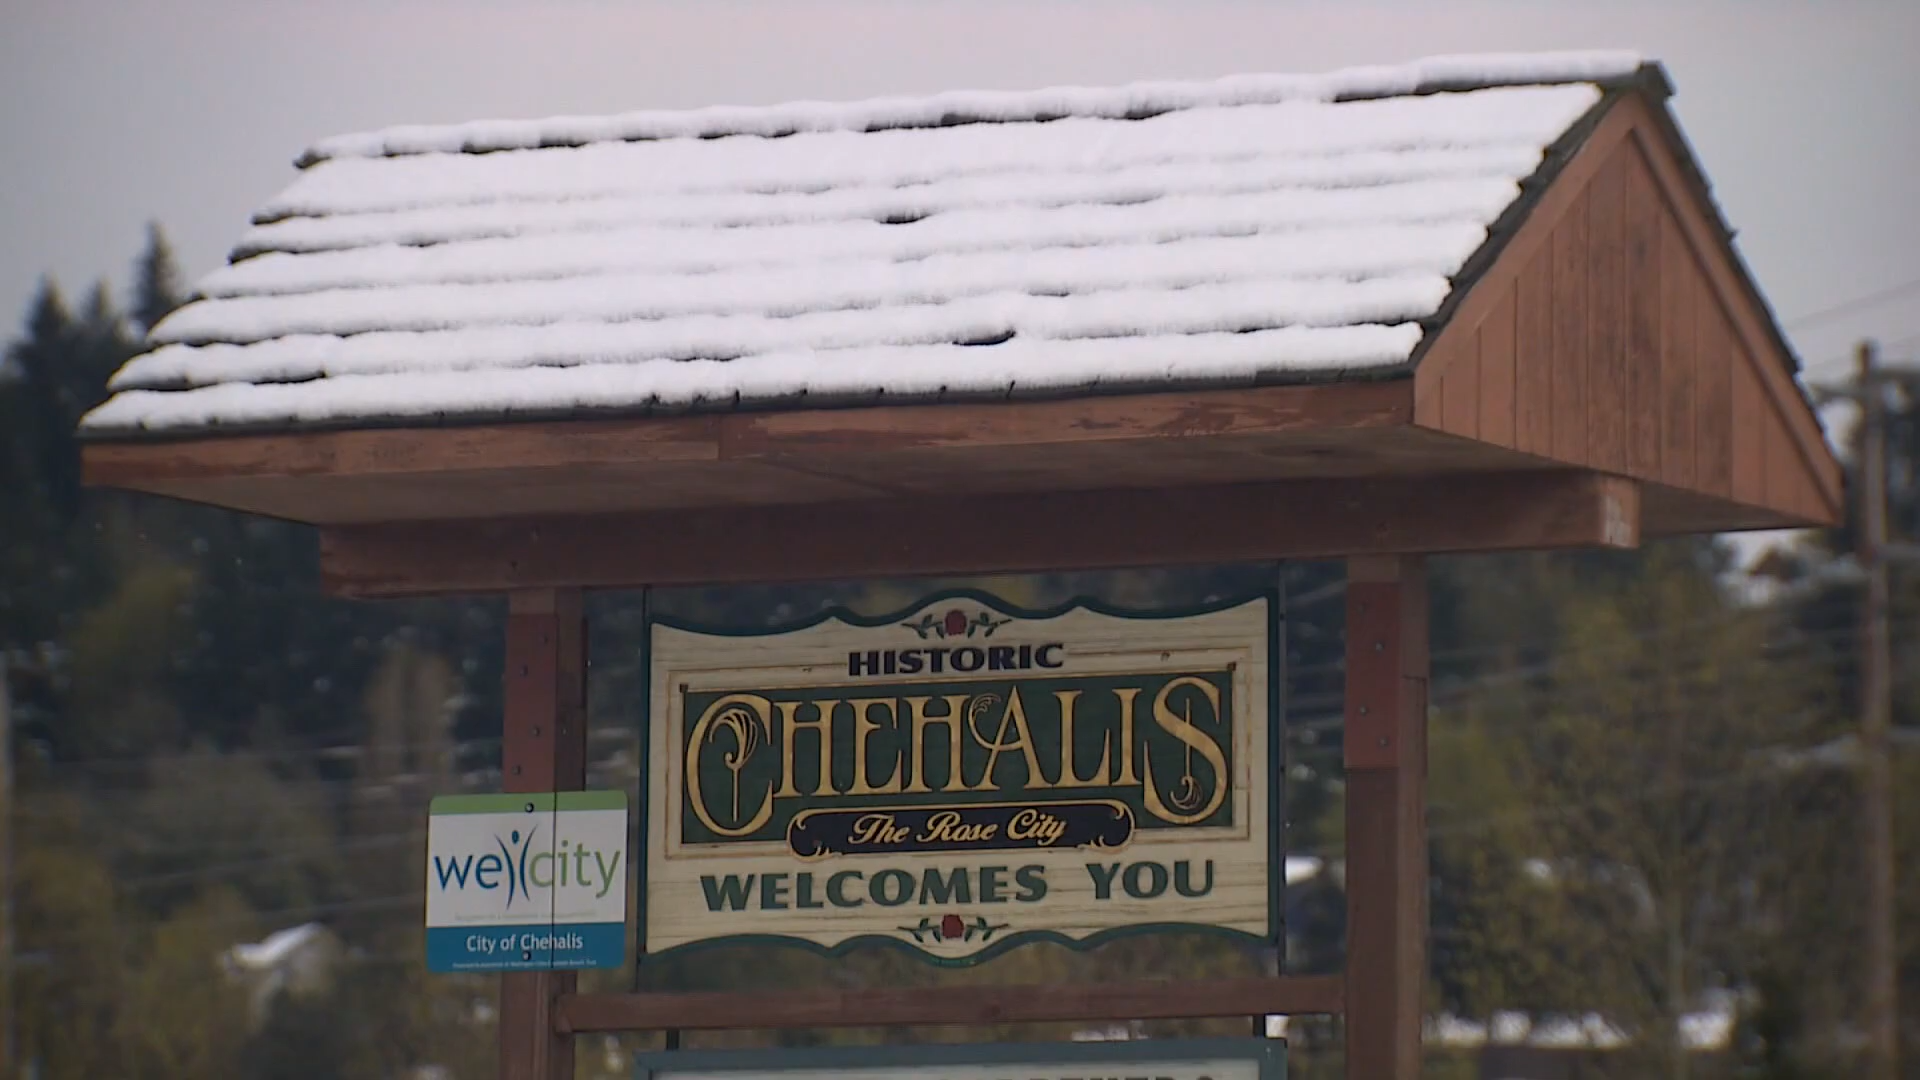 HISTORIC
CHEHALIS
The Rose City
WELCOMES YOU
wellcity
City of Chehalis